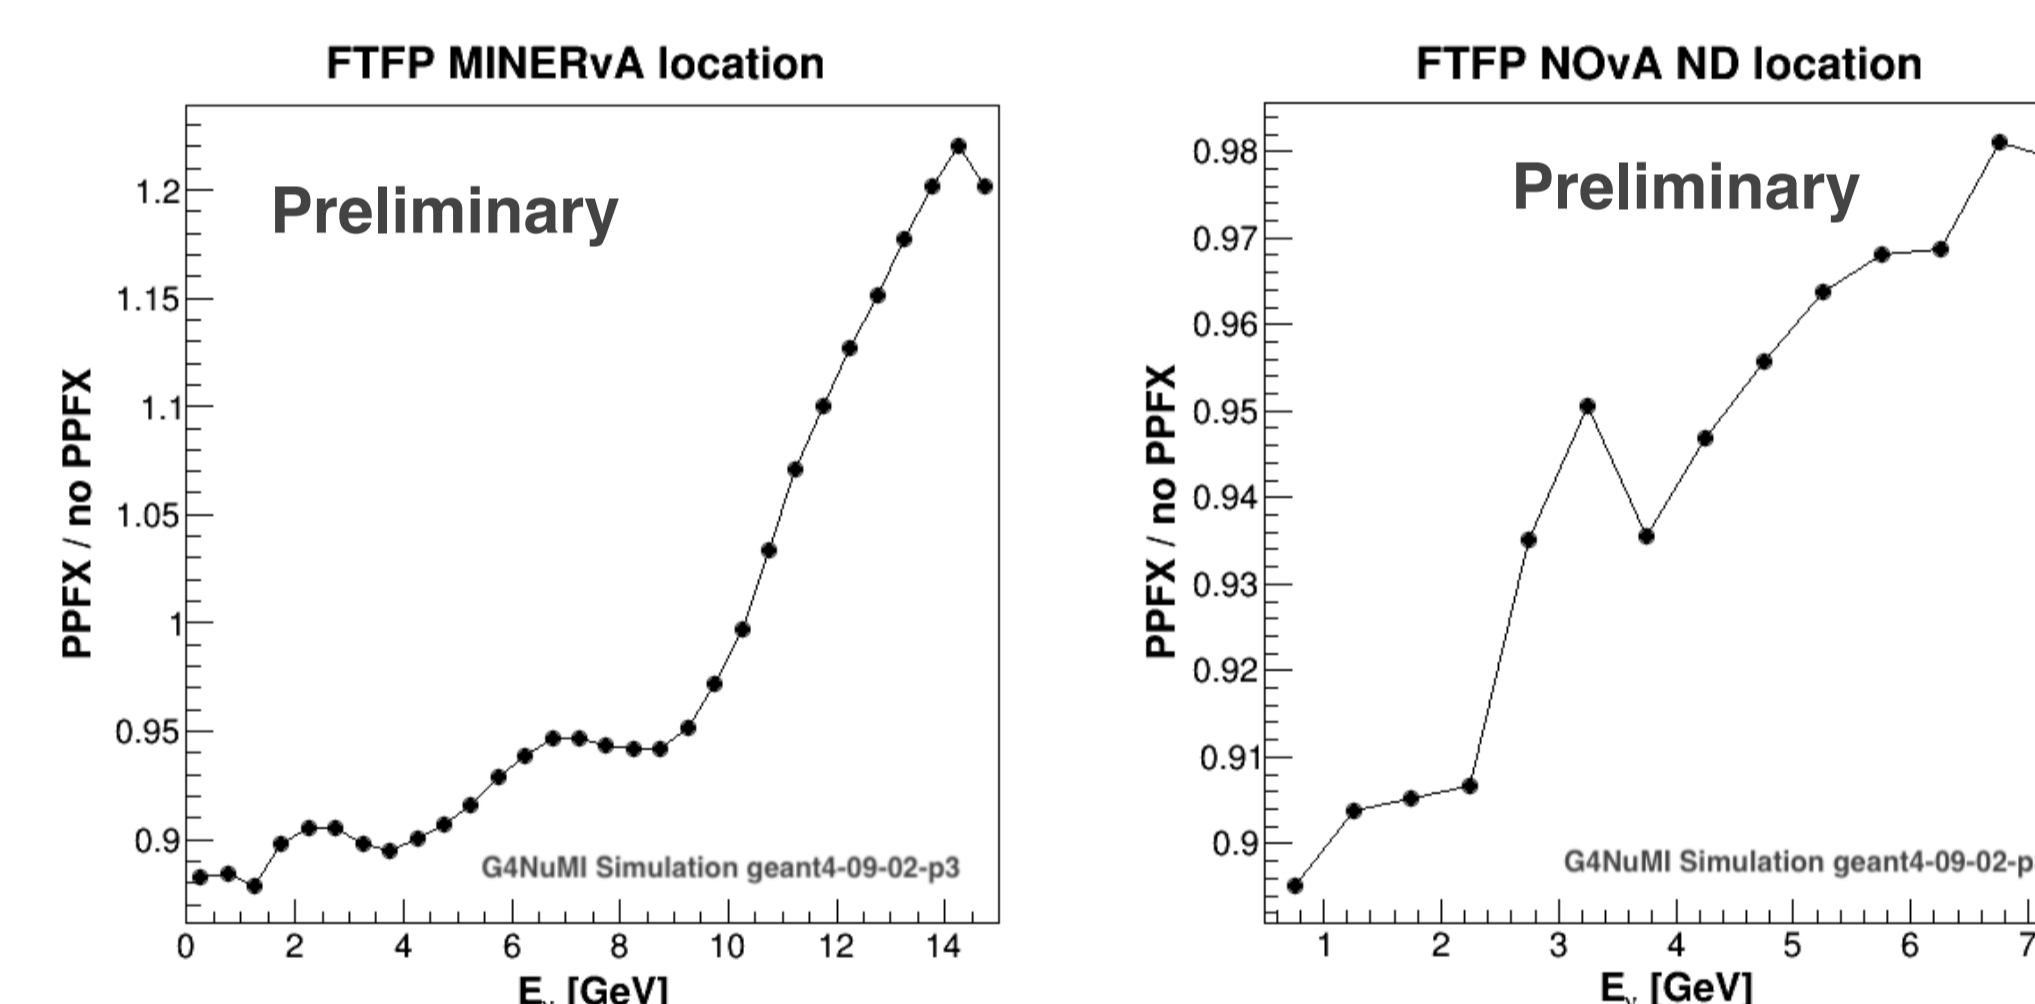 FTFP MINERvA location
Preliminary
1.2
1.15
1.1
1.05
1
0.95
0.9
PPFX / no PPFX
G4NuMI Simulation geant4-09-02-p3
0 2 4 6 8 10 12 14
E [GeV]
FTFP NOvA ND location
Preliminary
0.98
0.97
0.96
0.95
0.94
0.93
0.92
0.91
0.9
PPFX / no PPFX
G4NuMI Simulation geant4-09-02-p
1 2 3 4 5 6 7
E [GeV]